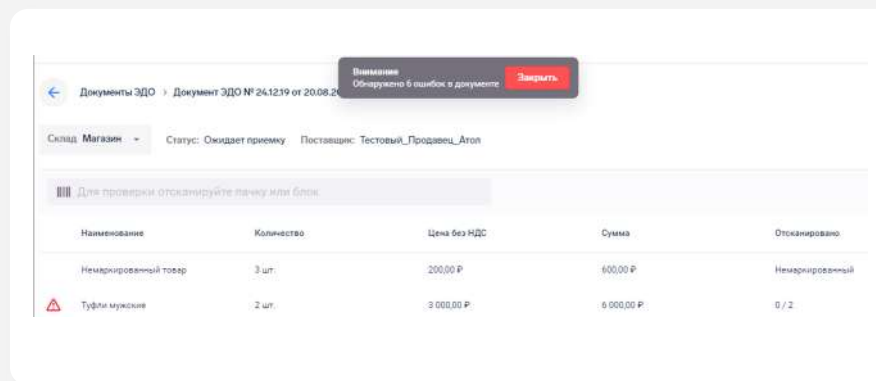 Внимание
Обнаружено 6 ошибок в документе
Закрыть
Документы ЭДО > Документ ЭДО № 24.12.19 от 20.08.2
Склад Магазин Статус: Ожидает приемку Поставщик: Тестовый_Продавец_Атол
Для проверки отсканируйте пачку или блок
Наименование Количество Цена без НДС Сумма Отсканировано
Немаркированный товар 3 шт. 200,00 ₽ 600,00 ₽ Немаркированный
Туфли мужские 2 шт. 3 000,00 ₽ 6 000,00 ₽ 0 / 2